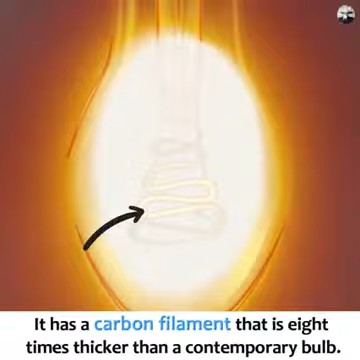 It has a carbon filament that is eight
times thicker than a contemporary bulb.